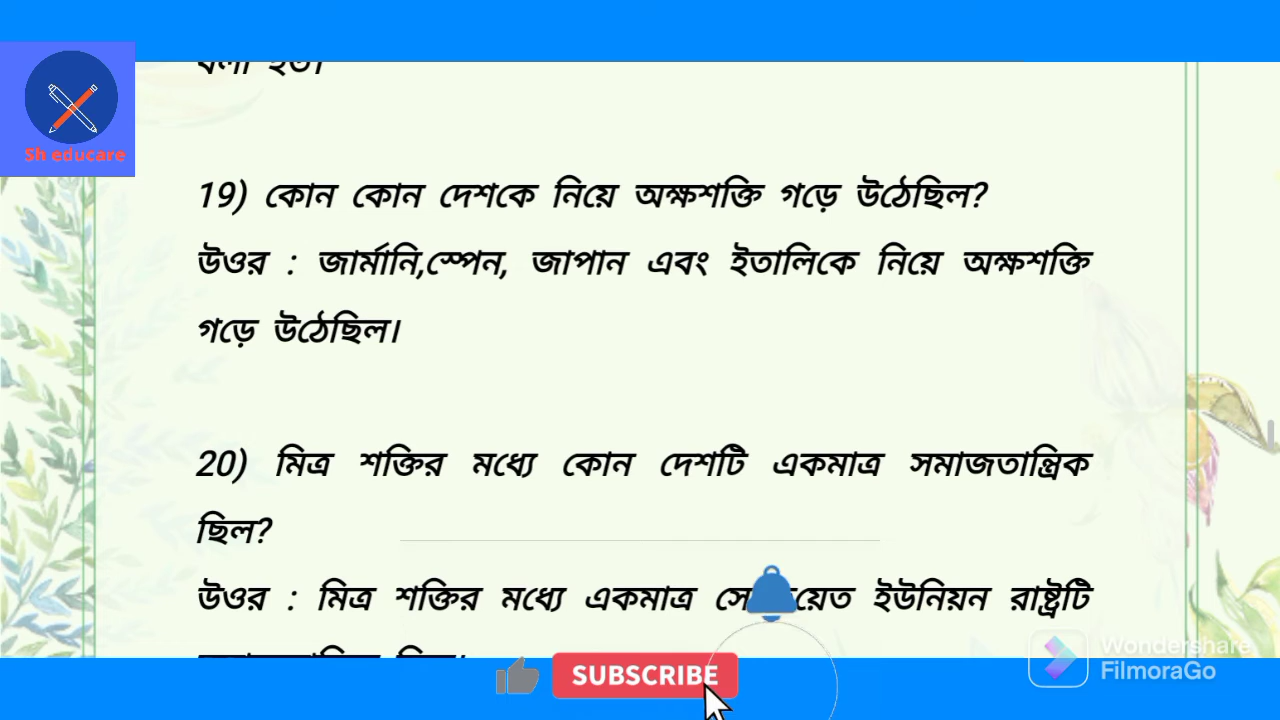 Sh educare
19) কোন কোন দেশকে নিয়ে অক্ষশক্তি গড়ে উঠেছিল?
উওর : জার্মানি,স্পেন, জাপান এবং ইতালিকে নিয়ে অক্ষশক্তি
গড়ে উঠেছিল।
20) মিত্র শক্তির মধ্যে কোন দেশটি একমাত্র সমাজতান্ত্রিক
ছিল?
উওর : মিত্র শক্তির মধ্যে একমাত্র ইউনিয়ন রাষ্ট্রটি
Wondershare
FilmoraGo
SUBSCRIBE